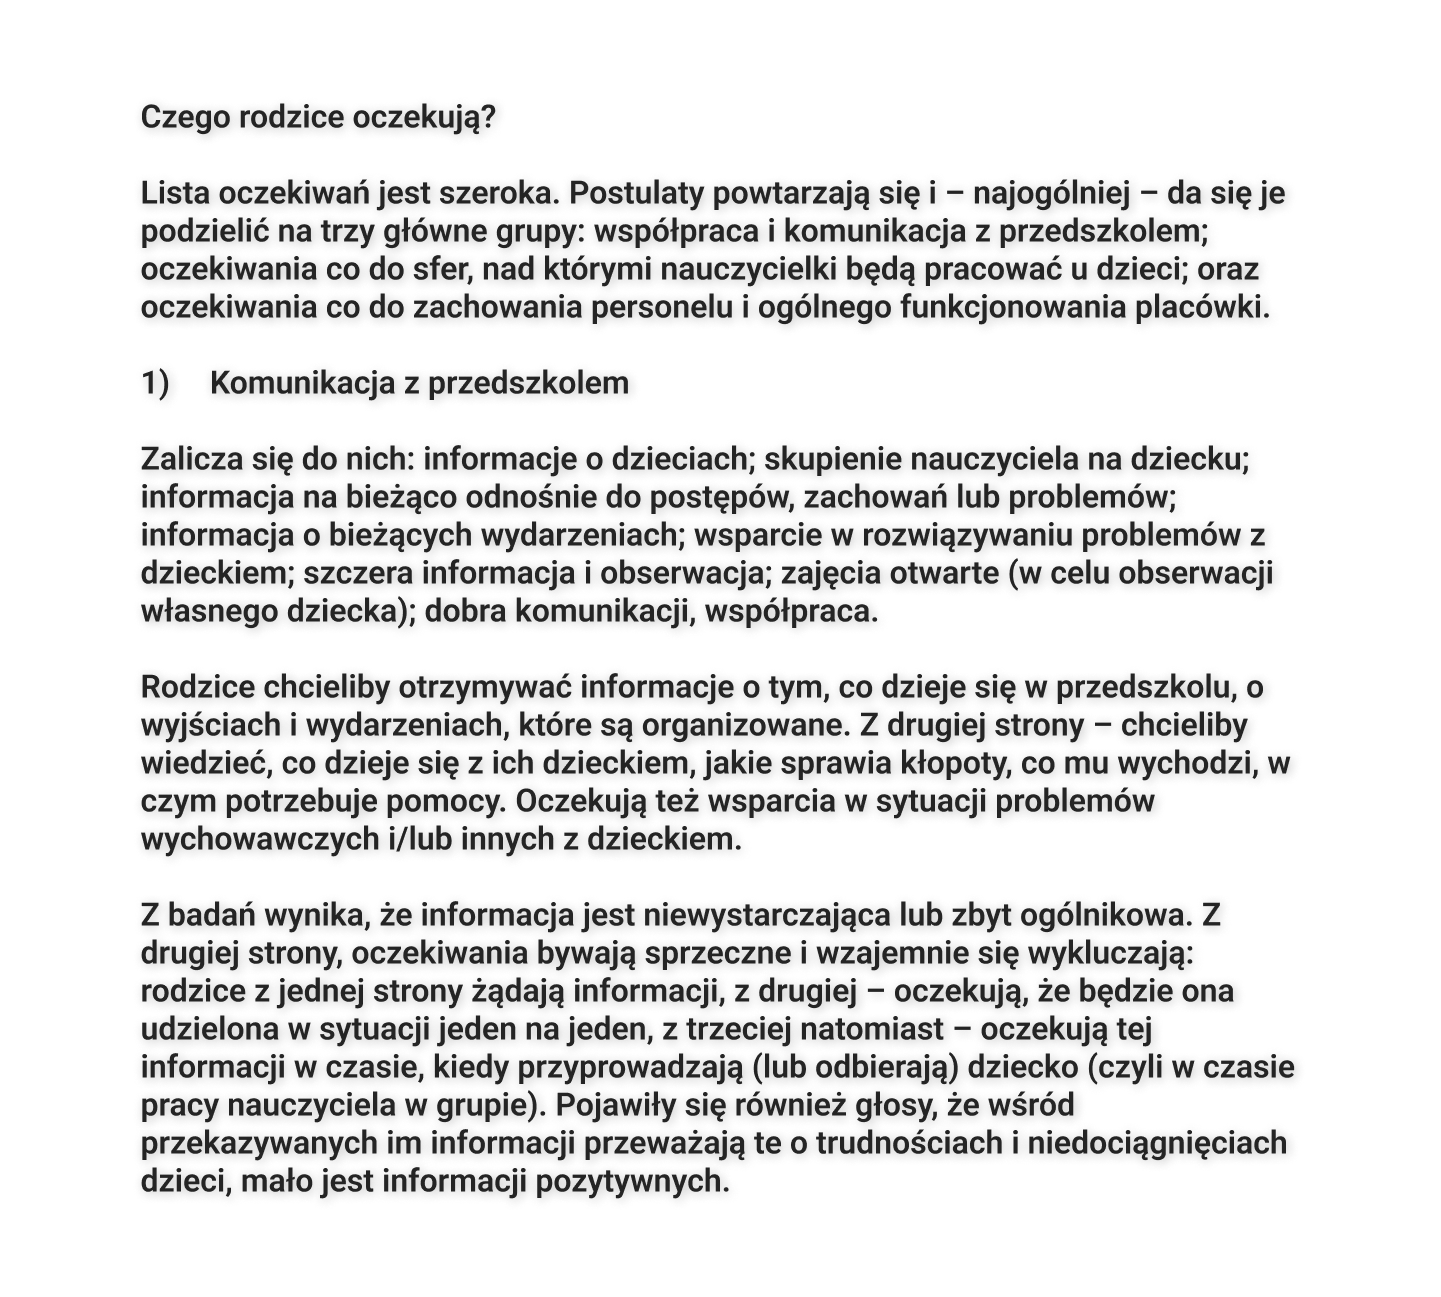 Czego rodzice oczekują?
Lista oczekiwań jest szeroka. Postulaty powtarzają się i – najogólniej – da się je
podzielić na trzy główne grupy: współpraca i komunikacja z przedszkolem;
oczekiwania co do sfer, nad którymi nauczycielki będą pracować u dzieci; oraz
oczekiwania co do zachowania personelu i ogólnego funkcjonowania placówki.
1) Komunikacja z przedszkolem
Zalicza się do nich: informacje o dzieciach; skupienie nauczyciela na dziecku;
informacja na bieżąco odnośnie do postępów, zachowań lub problemów;
informacja o bieżących wydarzeniach; wsparcie w rozwiązywaniu problemów z
dzieckiem; szczera informacja i obserwacja; zajęcia otwarte (w celu obserwacji
własnego dziecka); dobra komunikacji, współpraca.
Rodzice chcieliby otrzymywać informacje o tym, co dzieje się w przedszkolu, o
wyjściach i wydarzeniach, które są organizowane. Z drugiej strony – chcieliby
wiedzieć, co dzieje się z ich dzieckiem, jakie sprawia kłopoty, co mu wychodzi, w
czym potrzebuje pomocy. Oczekują też wsparcia w sytuacji problemów
wychowawczych i/lub innych z dzieckiem.
Z badań wynika, że informacja jest niewystarczająca lub zbyt ogólnikowa. Z
drugiej strony, oczekiwania bywają sprzeczne i wzajemnie się wykluczają:
rodzice z jednej strony żądają informacji, z drugiej – oczekują, że będzie ona
udzielona w sytuacji jeden na jeden, z trzeciej natomiast – oczekują tej
informacji w czasie, kiedy przyprowadzają (lub odbierają) dziecko (czyli w czasie
pracy nauczyciela w grupie). Pojawiły się również głosy, że wśród
przekazywanych im informacji przeważają te o trudnościach i niedociągnięciach
dzieci, mało jest informacji pozytywnych.